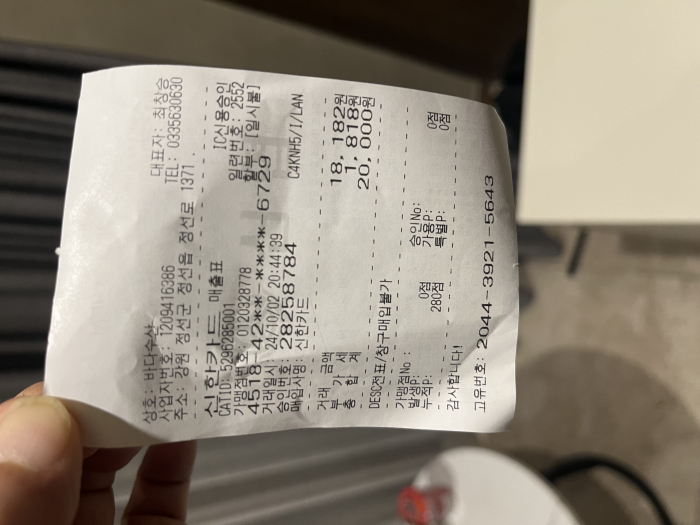 상호: 바다수산
사업자번호: 1209416386 대표자: 최창승
주소: 강원 정선군 정선읍 정선로 1371. TEL: 0335630630
신한카드 매출표 IC신용승인
CATID: 5296285001 일련번호: 2552
가맹점번호: 0120328778 할부: [일시불]
4518-42**-****-6729
거래일시: 24/10/02 20:44:39
승인번호: 28258784 C4KNH5/I/LAN
매입사명: 신한카드
거래 금액 18,182원
부 가 세 1,818원
총 합 계 20,000원
DESC전표/창구매입불가
가맹점No: 승인No:
발생P: 0점 가용P: 0점
누적P: 280점 특별P: 0점
감사합니다!
고유번호: 2044-3921-5643